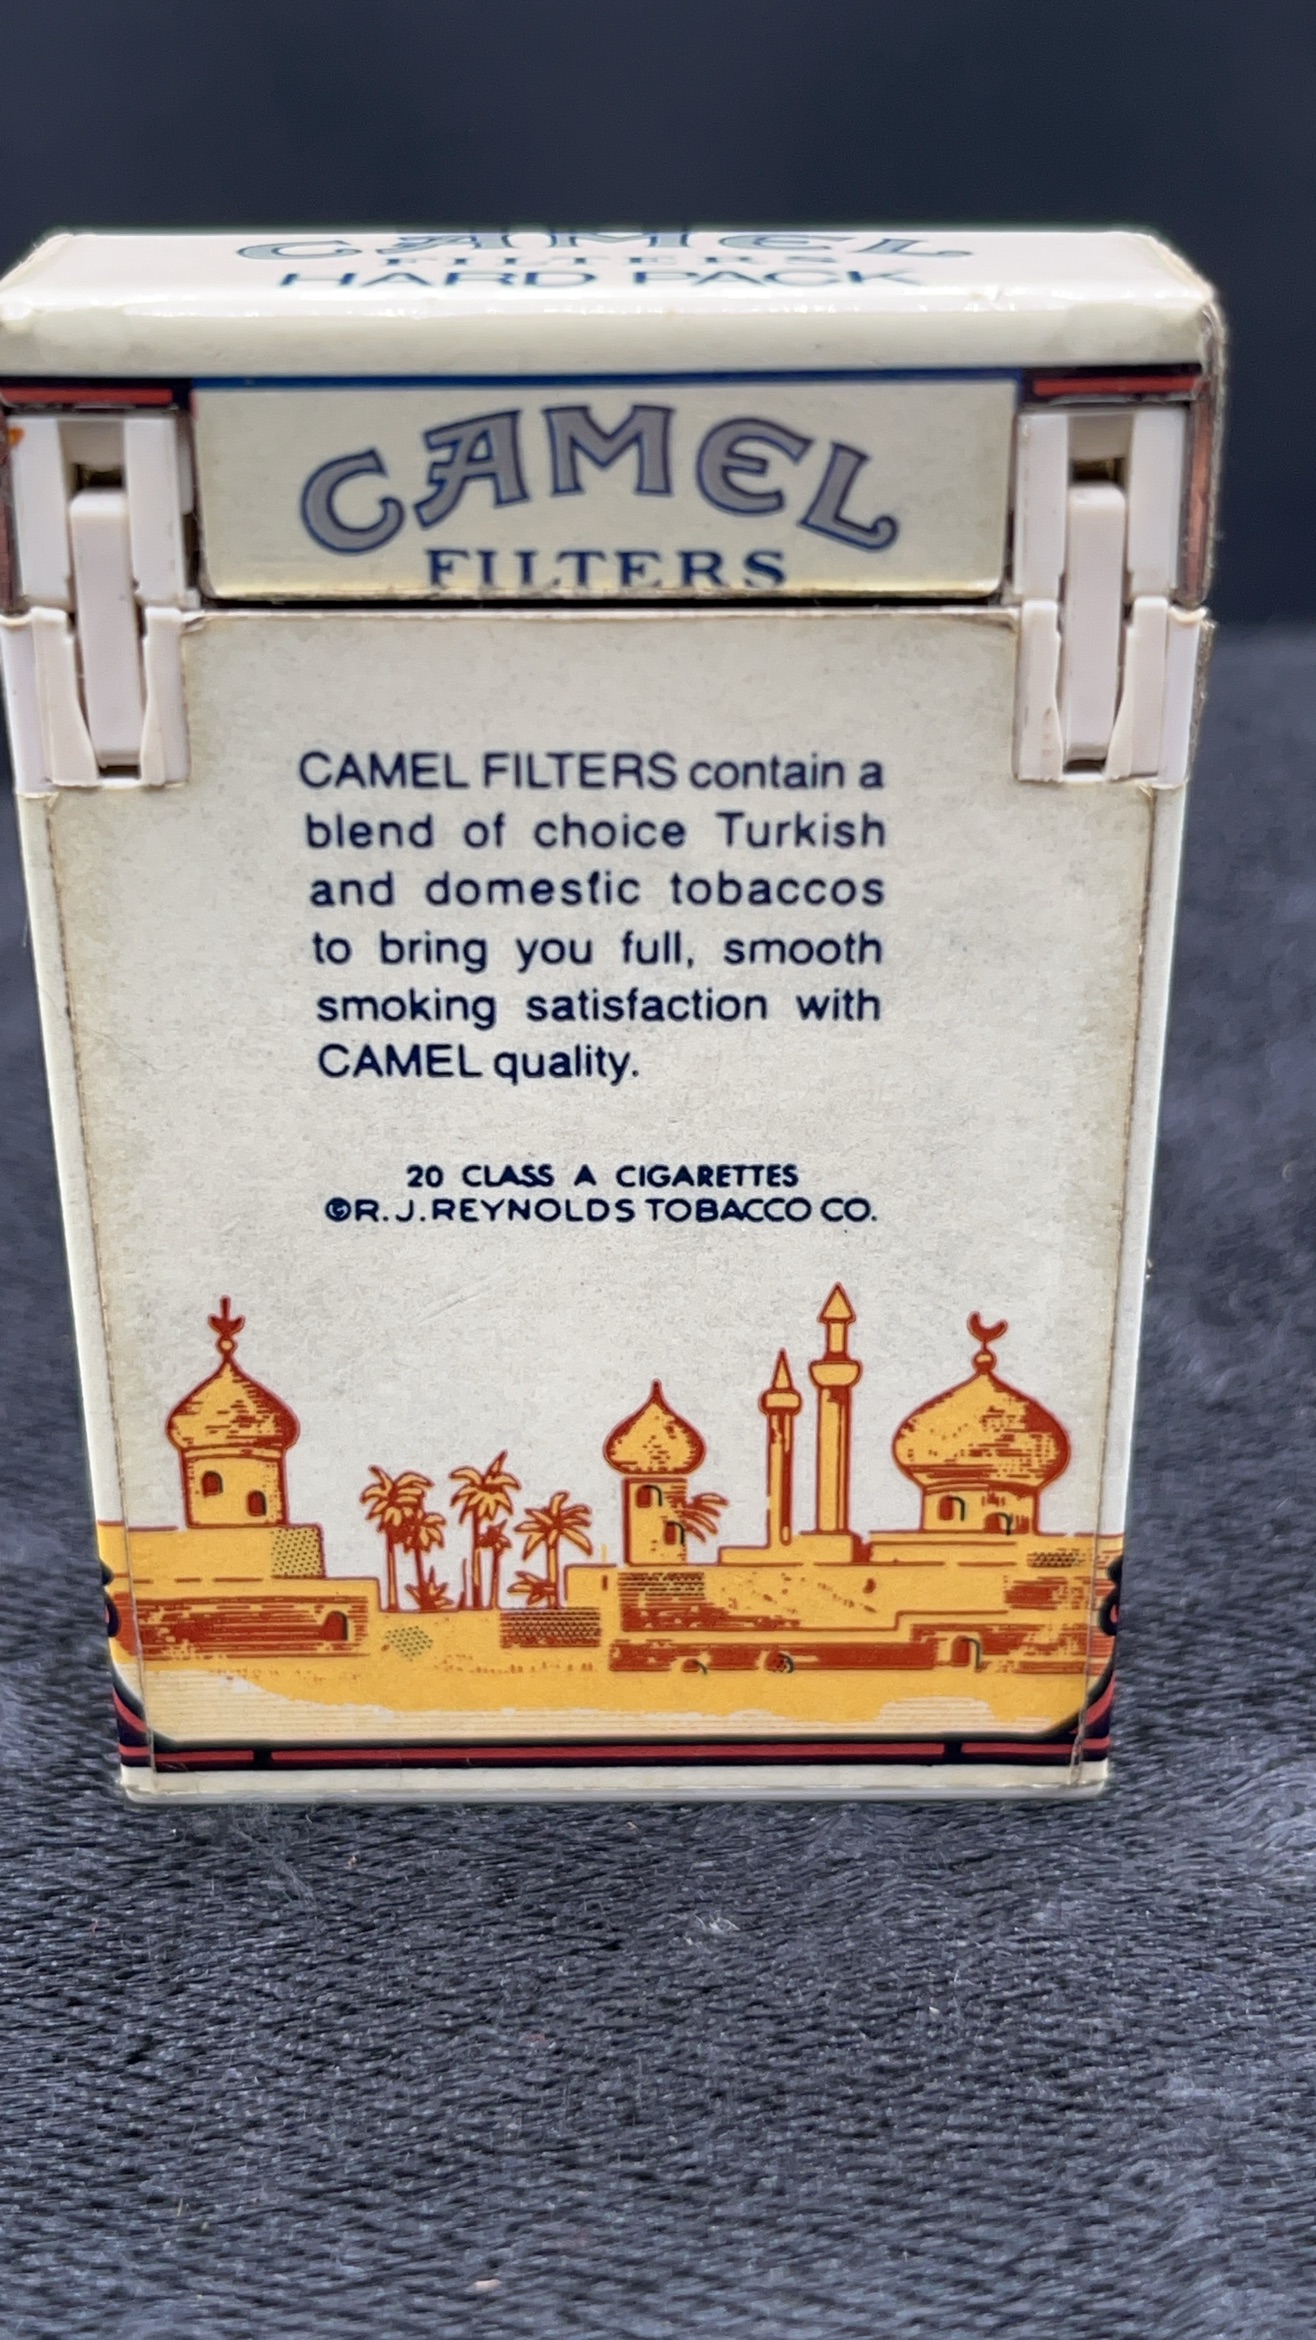 CAMEL
FILTERS
HARD PACK
CAMEL
FILTERS
CAMEL FILTERS contain a
blend of choice Turkish
and domestic tobaccos
to bring you full, smooth
smoking satisfaction with
CAMEL quality.
20 CLASS A CIGARETTES
©R.J.REYNOLDS TOBACCO CO.